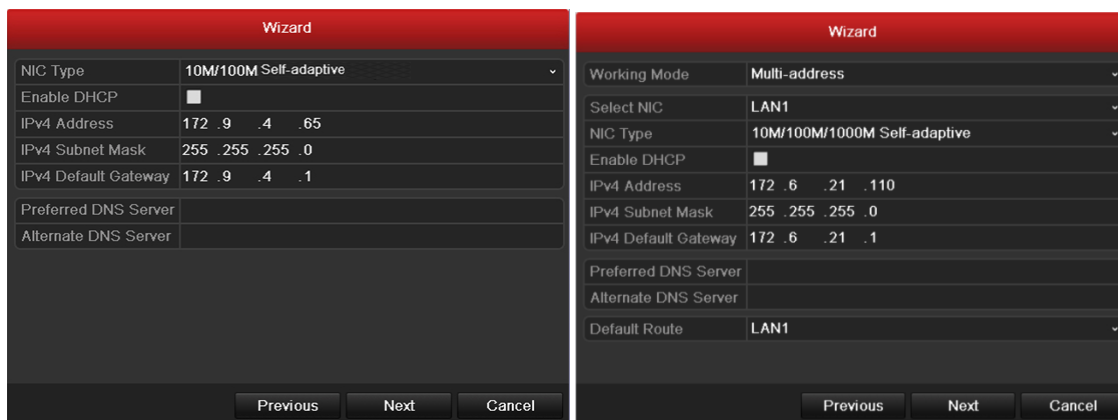 Wizard
NIC Type 10M/100M Self-adaptive
Enable DHCP
IPv4 Address 172 .9 .4 .65
IPv4 Subnet Mask 255 .255 .255 .0
IPv4 Default Gateway 172 .9 .4 .1
Preferred DNS Server
Alternate DNS Server
Previous Next Cancel
Wizard
Working Mode Multi-address
Select NIC LAN1
NIC Type 10M/100M/1000M Self-adaptive
Enable DHCP
IPv4 Address 172 .6 .21 .110
IPv4 Subnet Mask 255 .255 .255 .0
IPv4 Default Gateway 172 .6 .21 .1
Preferred DNS Server
Alternate DNS Server
Default Route LAN1
Previous Next Cancel